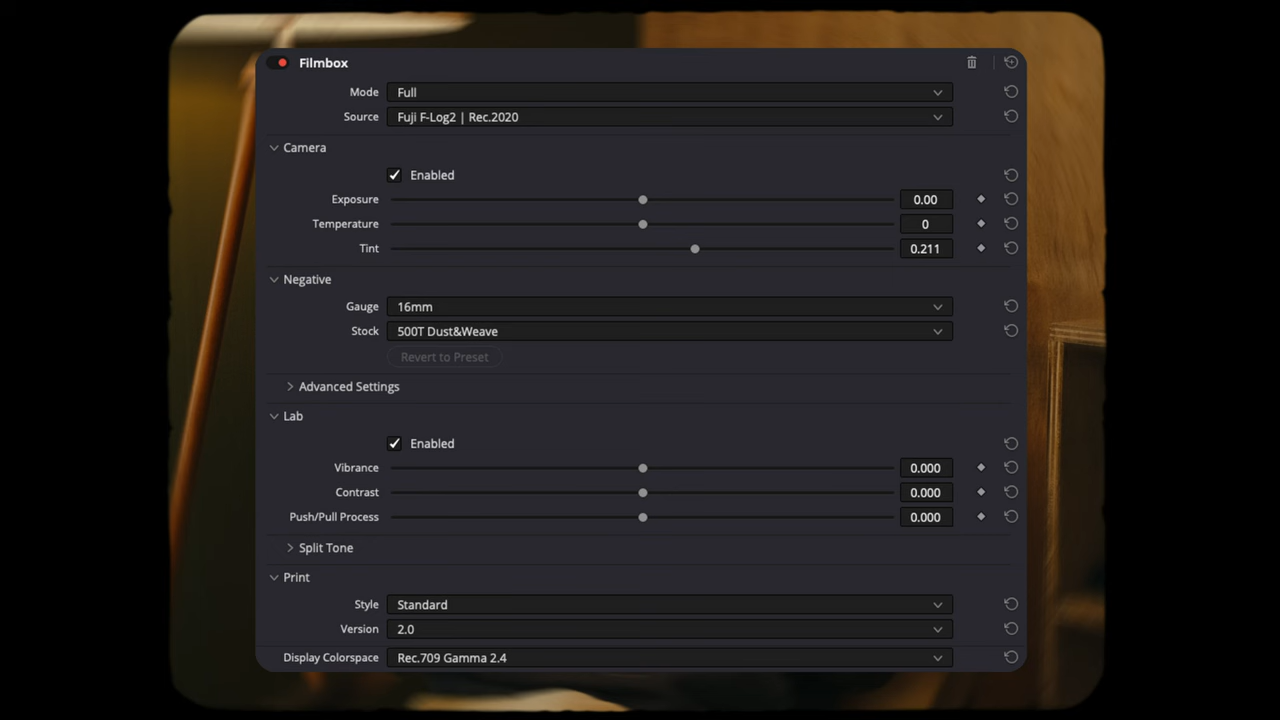 Filmbox
Mode Full
Source Fuji F-Log2 | Rec.2020
Camera
Enabled
Exposure 0.00
Temperature 0
Tint 0.211
Negative
Gauge 16mm
Stock 500T Dust&Weave
Revert to Preset
Advanced Settings
Lab
Enabled
Vibrance 0.000
Contrast 0.000
Push/Pull Process 0.000
Split Tone
Print
Style Standard
Version 2.0
Display Colorspace Rec.709 Gamma 2.4